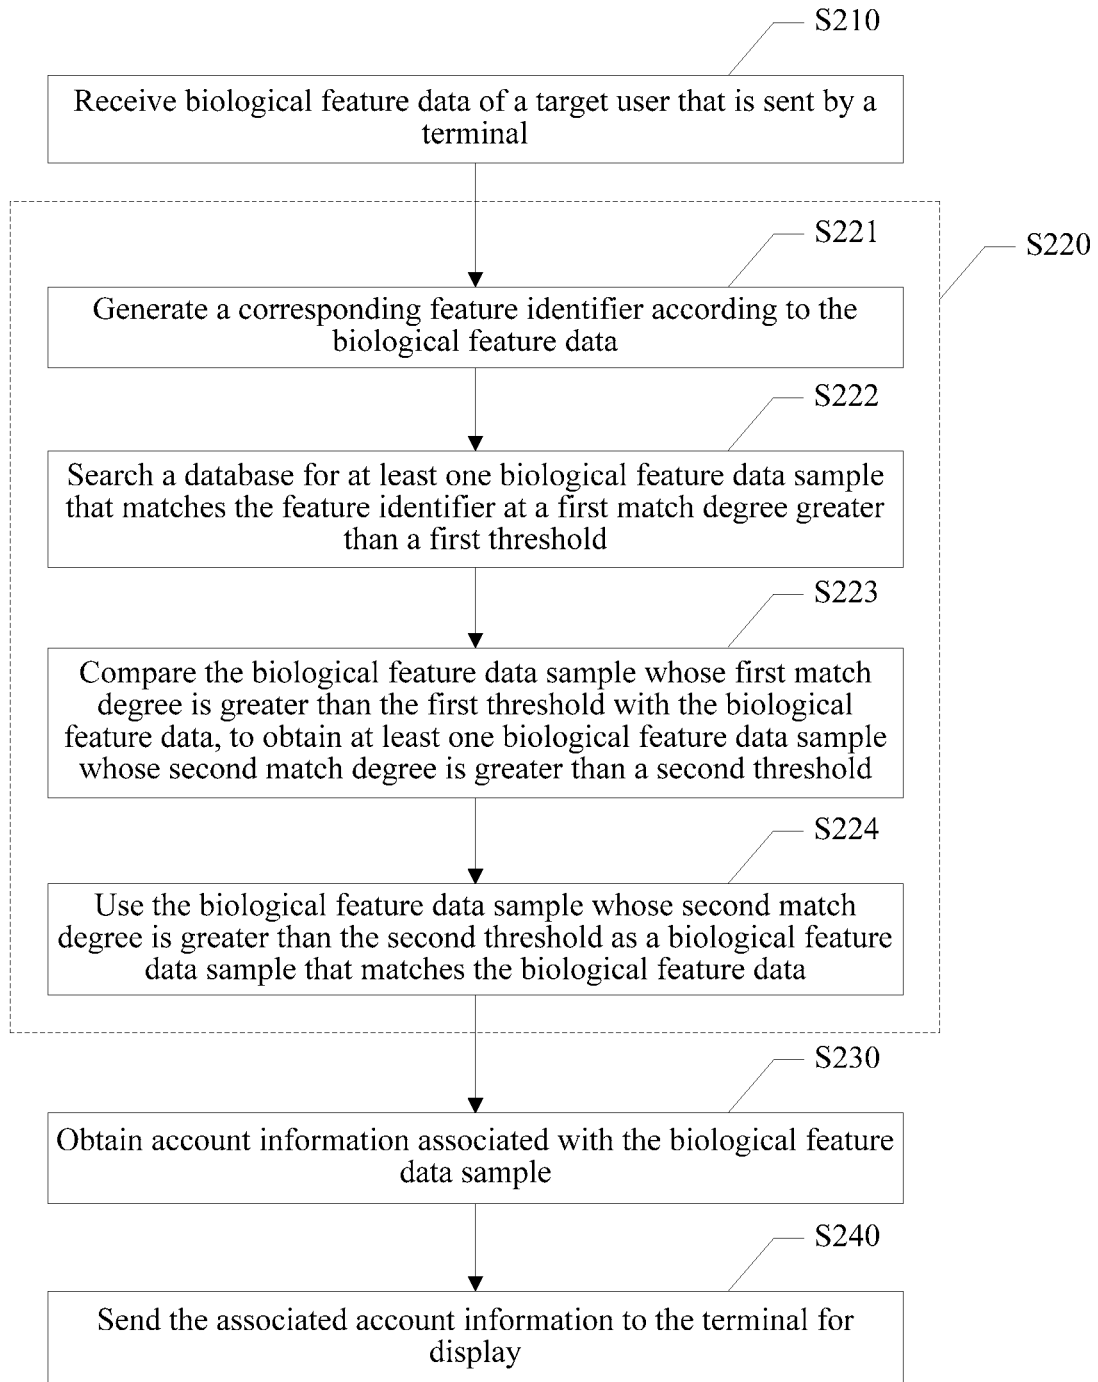 S210
Receive biological feature data of a target user that is sent by a
terminal
S221
S220
Generate a corresponding feature identifier according to the
biological feature data
S222
Search a database for at least one biological feature data sample
that matches the feature identifier at a first match degree greater
than a first threshold
S223
Compare the biological feature data sample whose first match
degree is greater than the first threshold with the biological
feature data, to obtain at least one biological feature data sample
whose second match degree is greater than a second threshold
S224
Use the biological feature data sample whose second match
degree is greater than the second threshold as a biological feature
data sample that matches the biological feature data
S230
Obtain account information associated with the biological feature
data sample
S240
Send the associated account information to the terminal for
display